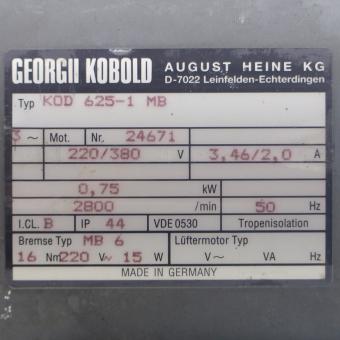 GEORGII KOBOLD AUGUST HEINE KG
D-7022 Leinfelden-Echterdingen
Typ KOD 625-1 MB
3 ~ Mot. Nr. 24671
220/380 V 3,46/2,0 A
0,75 kW
2800 /min 50 Hz
I.CL. B IP 44 VDE 0530 Tropenisolation
Bremse Typ MB 6 Lüftermotor Typ
16 Nm 220 V~ 15 W V~ VA Hz
MADE IN GERMANY